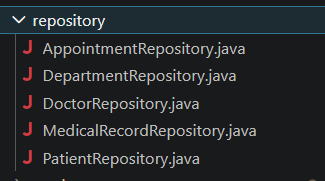 repository
AppointmentRepository.java
DepartmentRepository.java
DoctorRepository.java
MedicalRecordRepository.java
PatientRepository.java